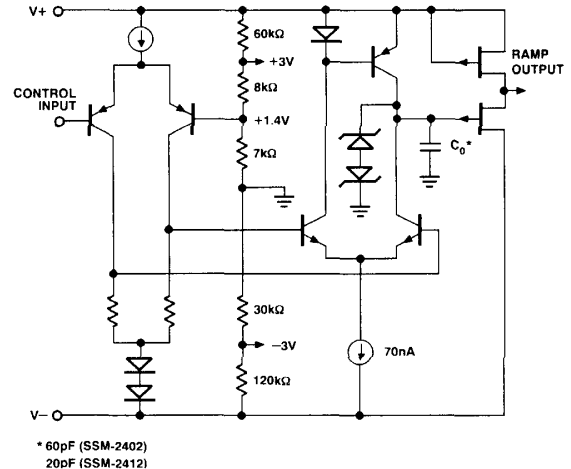 V+
60kΩ
RAMP
OUTPUT
+3V
8kΩ
CONTROL
INPUT
+1.4V
C₀*
7kΩ
30kΩ
−3V
70nA
120kΩ
V−
* 60pF (SSM-2402)
20pF (SSM-2412)